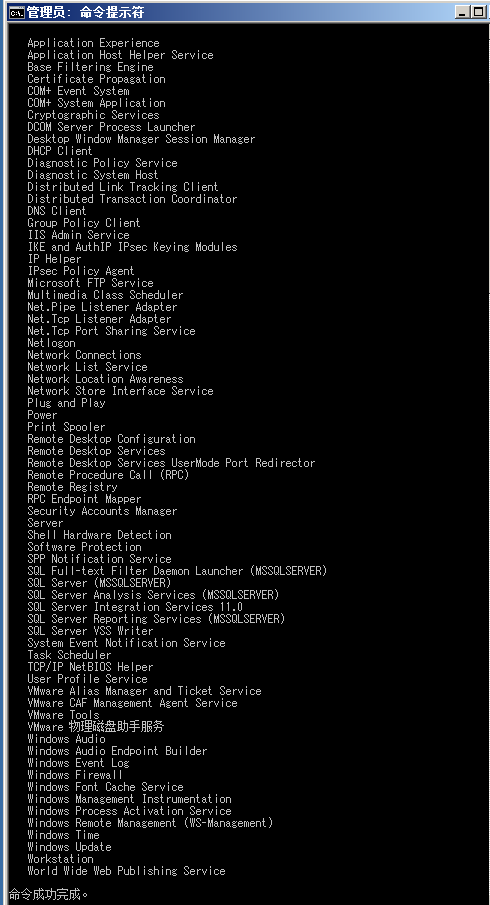 管理员: 命令提示符
Application Experience
Application Host Helper Service
Base Filtering Engine
Certificate Propagation
COM+ Event System
COM+ System Application
Cryptographic Services
DCOM Server Process Launcher
Desktop Window Manager Session Manager
DHCP Client
Diagnostic Policy Service
Diagnostic System Host
Distributed Link Tracking Client
Distributed Transaction Coordinator
DNS Client
Group Policy Client
IIS Admin Service
IKE and AuthIP IPsec Keying Modules
IP Helper
IPsec Policy Agent
Microsoft FTP Service
Multimedia Class Scheduler
Net.Pipe Listener Adapter
Net.Tcp Listener Adapter
Net.Tcp Port Sharing Service
Netlogon
Network Connections
Network List Service
Network Location Awareness
Network Store Interface Service
Plug and Play
Power
Print Spooler
Remote Desktop Configuration
Remote Desktop Services
Remote Desktop Services UserMode Port Redirector
Remote Procedure Call (RPC)
Remote Registry
RPC Endpoint Mapper
Security Accounts Manager
Server
Shell Hardware Detection
Software Protection
SPP Notification Service
SQL Full-text Filter Daemon Launcher (MSSQLSERVER)
SQL Server (MSSQLSERVER)
SQL Server Analysis Services (MSSQLSERVER)
SQL Server Integration Services 11.0
SQL Server Reporting Services (MSSQLSERVER)
SQL Server VSS Writer
System Event Notification Service
Task Scheduler
TCP/IP NetBIOS Helper
User Profile Service
VMware Alias Manager and Ticket Service
VMware CAF Management Agent Service
VMware Tools
VMware 物理磁盘助手服务
Windows Audio
Windows Audio Endpoint Builder
Windows Event Log
Windows Firewall
Windows Font Cache Service
Windows Management Instrumentation
Windows Process Activation Service
Windows Remote Management (WS-Management)
Windows Time
Windows Update
Workstation
World Wide Web Publishing Service
命令成功完成。